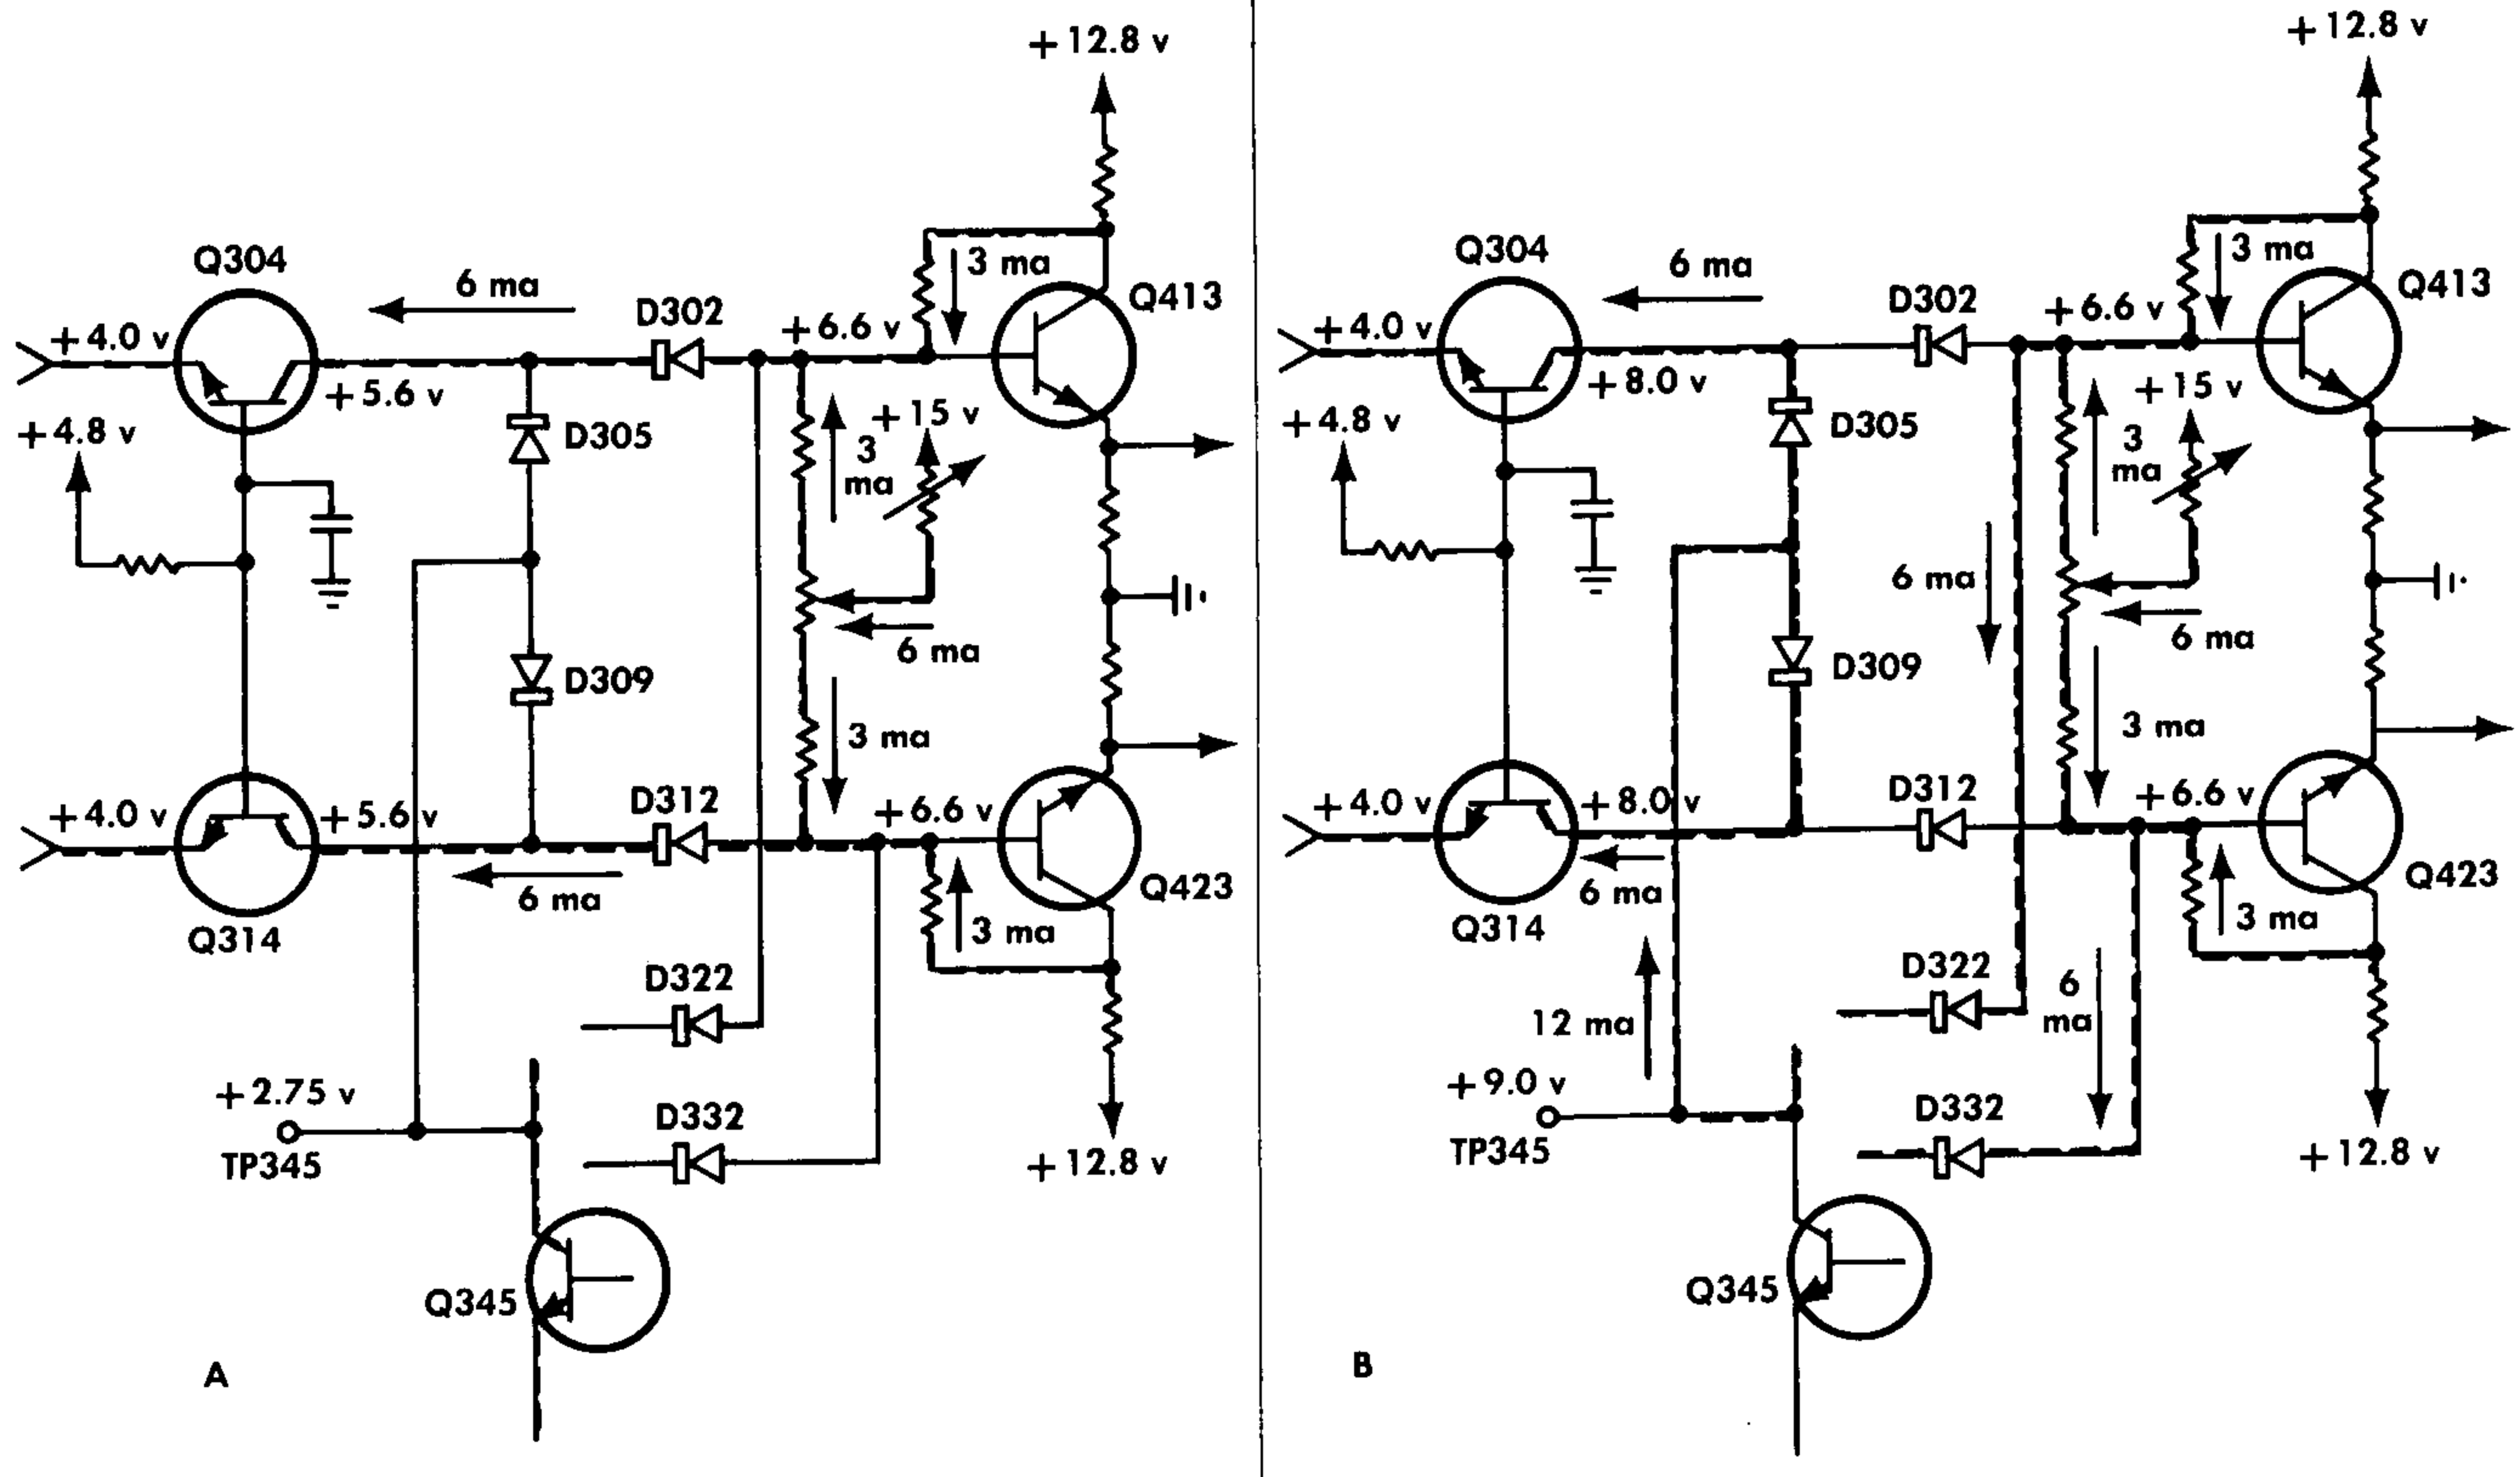 +12.8 v
Q304
6 ma
D302
3 ma
Q413
+4.0 v
+6.6 v
+5.6 v
+15 v
+4.8 v
D305
3
ma
6 ma
D309
3 ma
+4.0 v
+5.6 v
D312
+6.6 v
6 ma
Q423
Q314
3 ma
D322
+2.75 v
D332
TP345
+12.8 v
Q345
A
+12.8 v
Q304
6 ma
D302
3 ma
Q413
+4.0 v
+6.6 v
+8.0 v
+15 v
+4.8 v
D305
3
ma
6 ma
6 ma
D309
3 ma
+4.0 v
+8.0 v
D312
+6.6 v
6 ma
Q423
Q314
3 ma
D322
6
ma
12 ma
+9.0 v
D332
TP345
+12.8 v
Q345
B